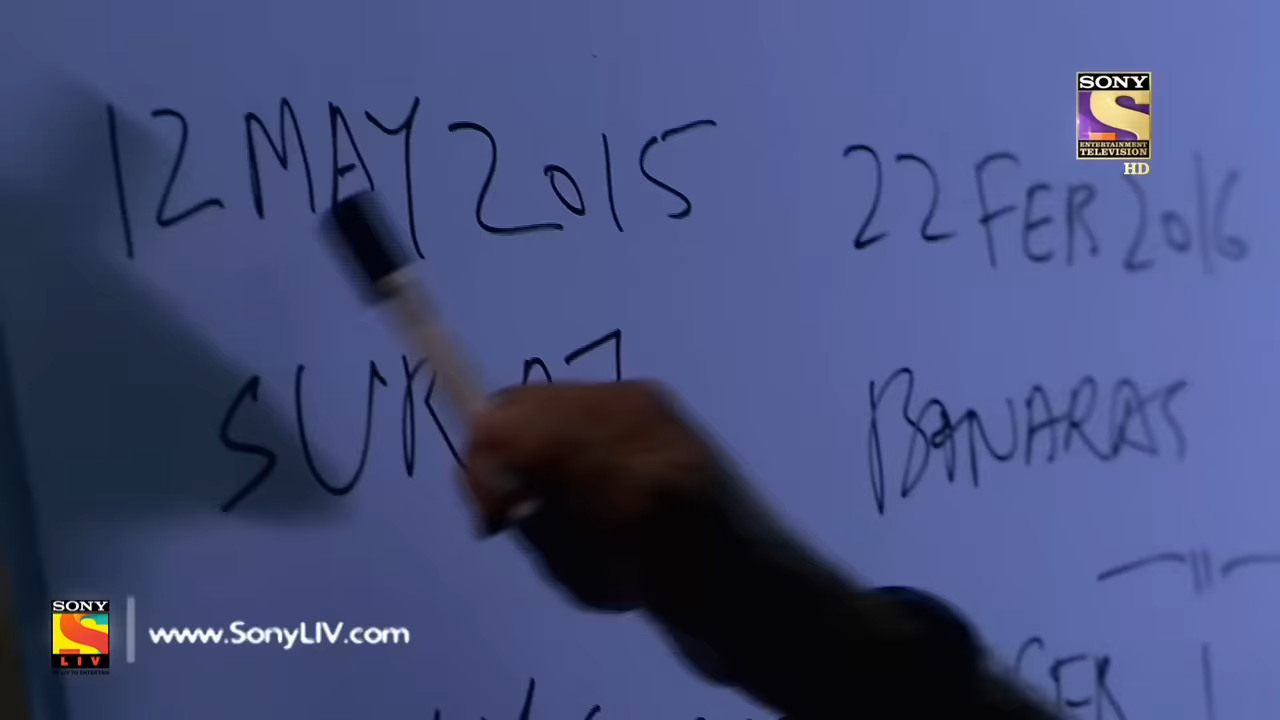 12 MAY 2015
22 FER 2016
BANARAS
SONY
ENTERTAINMENT
TELEVISION
HD
SONY
LIV
www.SonyLIV.com